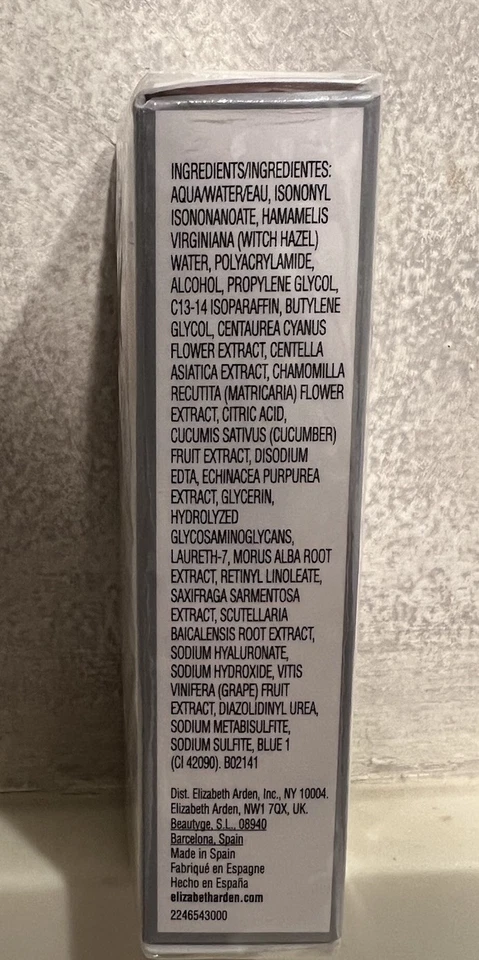 INGREDIENTS/INGREDIENTES:
AQUA/WATER/EAU, ISONONYL
ISONONANOATE, HAMAMELIS
VIRGINIANA (WITCH HAZEL)
WATER, POLYACRYLAMIDE,
ALCOHOL, PROPYLENE GLYCOL,
C13-14 ISOPARAFFIN, BUTYLENE
GLYCOL, CENTAUREA CYANUS
FLOWER EXTRACT, CENTELLA
ASIATICA EXTRACT, CHAMOMILLA
RECUTITA (MATRICARIA) FLOWER
EXTRACT, CITRIC ACID,
CUCUMIS SATIVUS (CUCUMBER)
FRUIT EXTRACT, DISODIUM
EDTA, ECHINACEA PURPUREA
EXTRACT, GLYCERIN,
HYDROLYZED
GLYCOSAMINOGLYCANS,
LAURETH-7, MORUS ALBA ROOT
EXTRACT, RETINYL LINOLEATE,
SAXIFRAGA SARMENTOSA
EXTRACT, SCUTELLARIA
BAICALENSIS ROOT EXTRACT,
SODIUM HYALURONATE,
SODIUM HYDROXIDE, VITIS
VINIFERA (GRAPE) FRUIT
EXTRACT, DIAZOLIDINYL UREA,
SODIUM METABISULFITE,
SODIUM SULFITE, BLUE 1
(CI 42090). B02141
Dist. Elizabeth Arden, Inc., NY 10004.
Elizabeth Arden, NW1 7QX, UK.
Beautyge, S.L., 08940
Barcelona, Spain
Made in Spain
Fabriqué en Espagne
Hecho en España
elizabetharden.com
2246543000